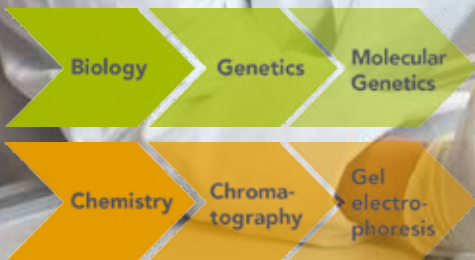 Biology
Genetics
Molecular
Genetics
Chemistry
Chroma-
tography
Gel
electro-
phoresis